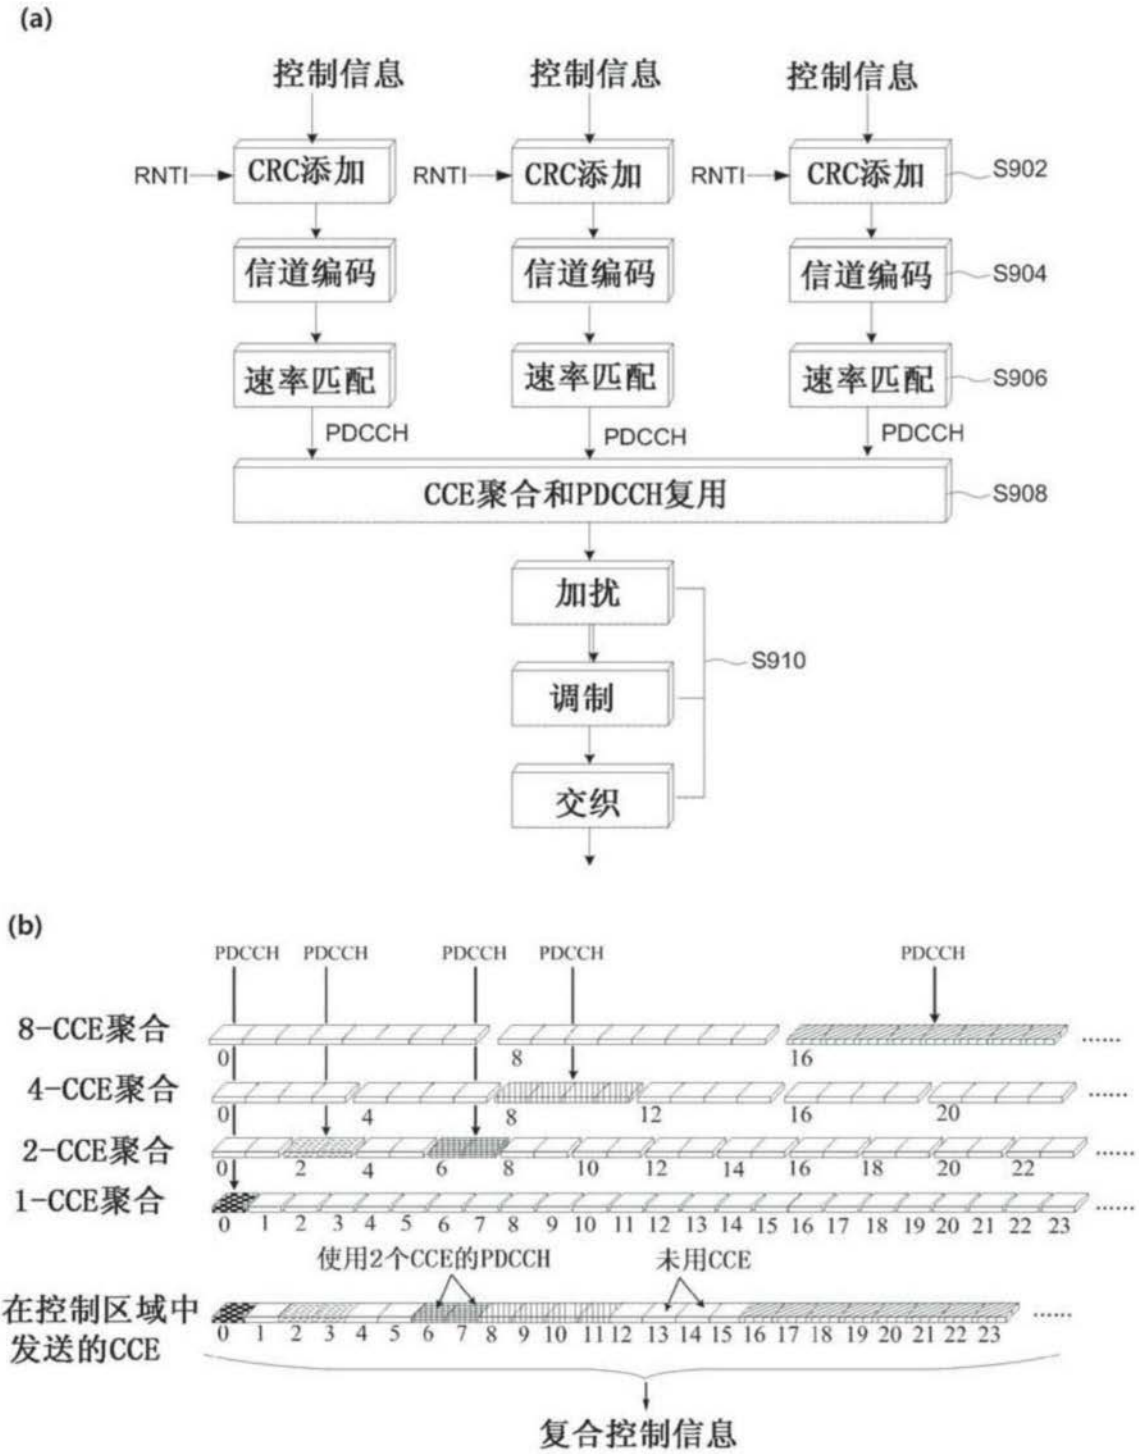 (a)
控制信息 控制信息 控制信息
RNTI CRC添加 RNTI CRC添加 RNTI CRC添加 S902
信道编码 信道编码 信道编码 S904
速率匹配 速率匹配 速率匹配 S906
PDCCH PDCCH PDCCH
CCE聚合和PDCCH复用 S908
加扰
S910
调制
交织
(b)
PDCCH PDCCH PDCCH PDCCH PDCCH
8-CCE聚合 ......
0 8 16
4-CCE聚合 ......
0 4 8 12 16 20
2-CCE聚合 ......
0 2 4 6 8 10 12 14 16 18 20 22
1-CCE聚合 ......
0 1 2 3 4 5 6 7 8 9 10 11 12 13 14 15 16 17 18 19 20 21 22 23
使用2个CCE的PDCCH 未用CCE
在控制区域中 ......
0 1 2 3 4 5 6 7 8 9 10 11 12 13 14 15 16 17 18 19 20 21 22 23
发送的CCE
复合控制信息